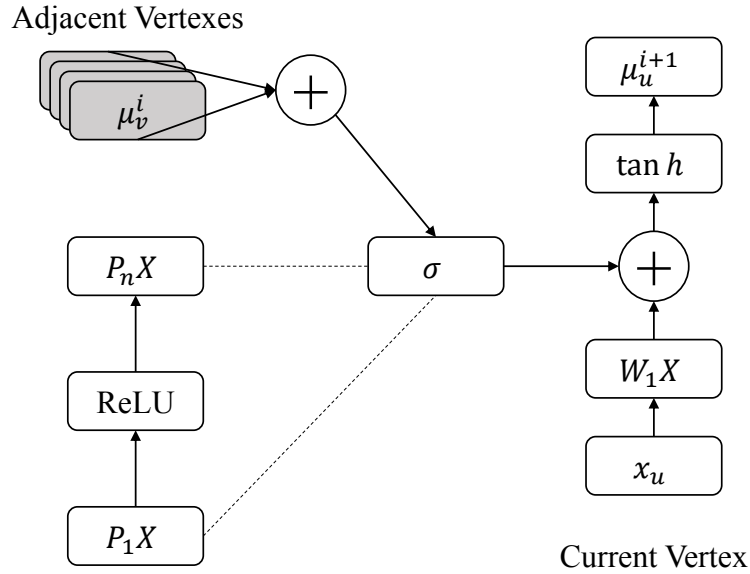 Adjacent Vertexes
μ_v^i
+
P_nX
ReLU
P_1X
σ
μ_u^{i+1}
tan h
+
W_1X
x_u
Current Vertex